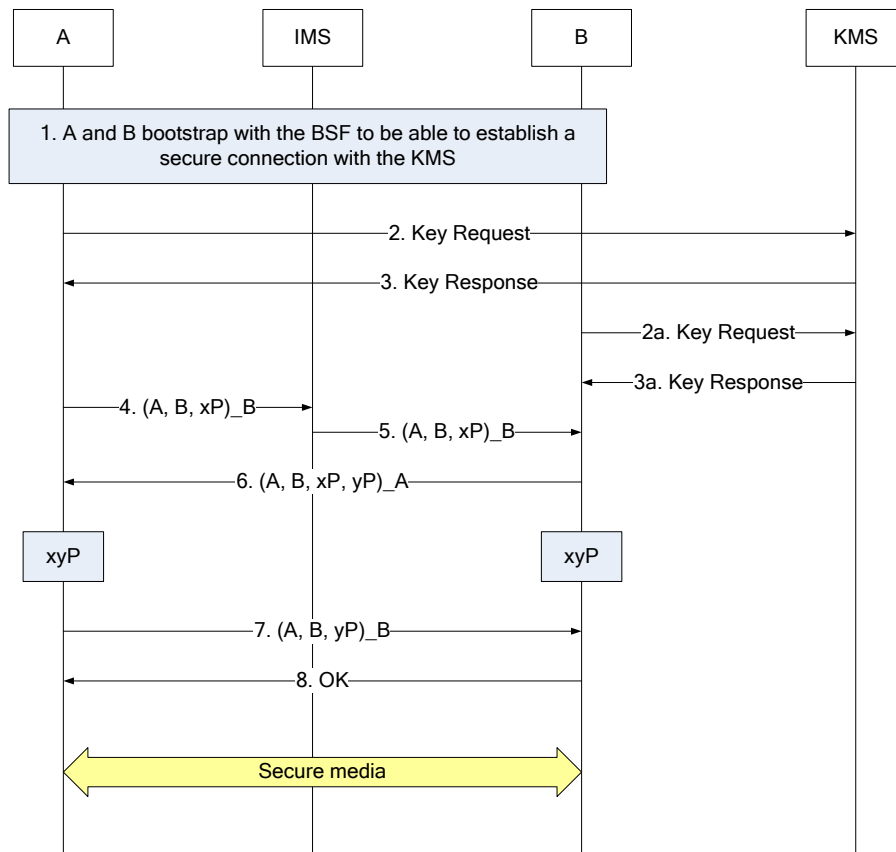 A
IMS
B
KMS
1. A and B bootstrap with the BSF to be able to establish a
secure connection with the KMS
2. Key Request
3. Key Response
2a. Key Request
3a. Key Response
4. (A, B, xP)_B
5. (A, B, xP)_B
6. (A, B, xP, yP)_A
xyP
xyP
7. (A, B, yP)_B
8. OK
Secure media